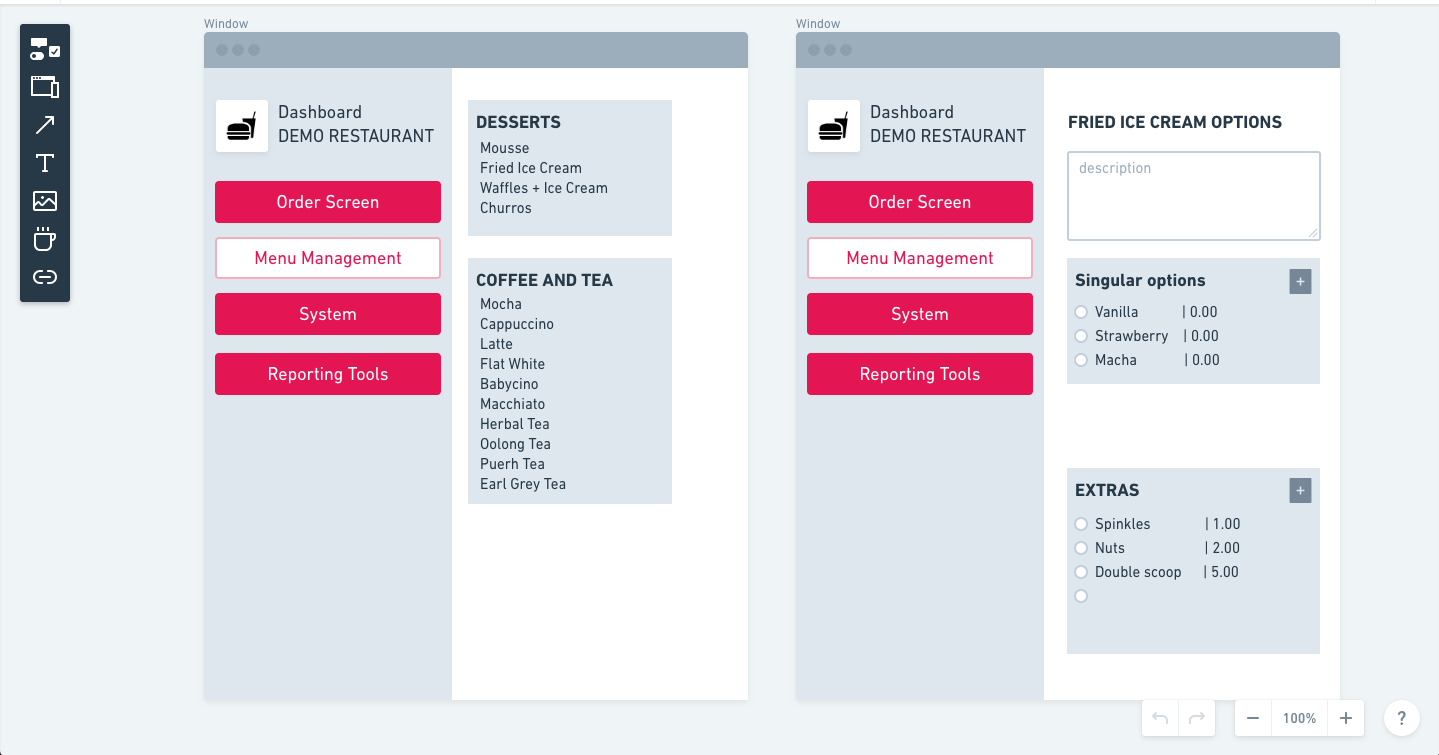 Window
Dashboard
DEMO RESTAURANT
Order Screen
Menu Management
System
Reporting Tools
DESSERTS
Mousse
Fried Ice Cream
Waffles + Ice Cream
Churros
COFFEE AND TEA
Mocha
Cappuccino
Latte
Flat White
Babycino
Macchiato
Herbal Tea
Oolong Tea
Puerh Tea
Earl Grey Tea
Window
Dashboard
DEMO RESTAURANT
Order Screen
Menu Management
System
Reporting Tools
FRIED ICE CREAM OPTIONS
description
Singular options +
Vanilla | 0.00
Strawberry | 0.00
Macha | 0.00
EXTRAS +
Spinkles | 1.00
Nuts | 2.00
Double scoop | 5.00
− 100% + ?